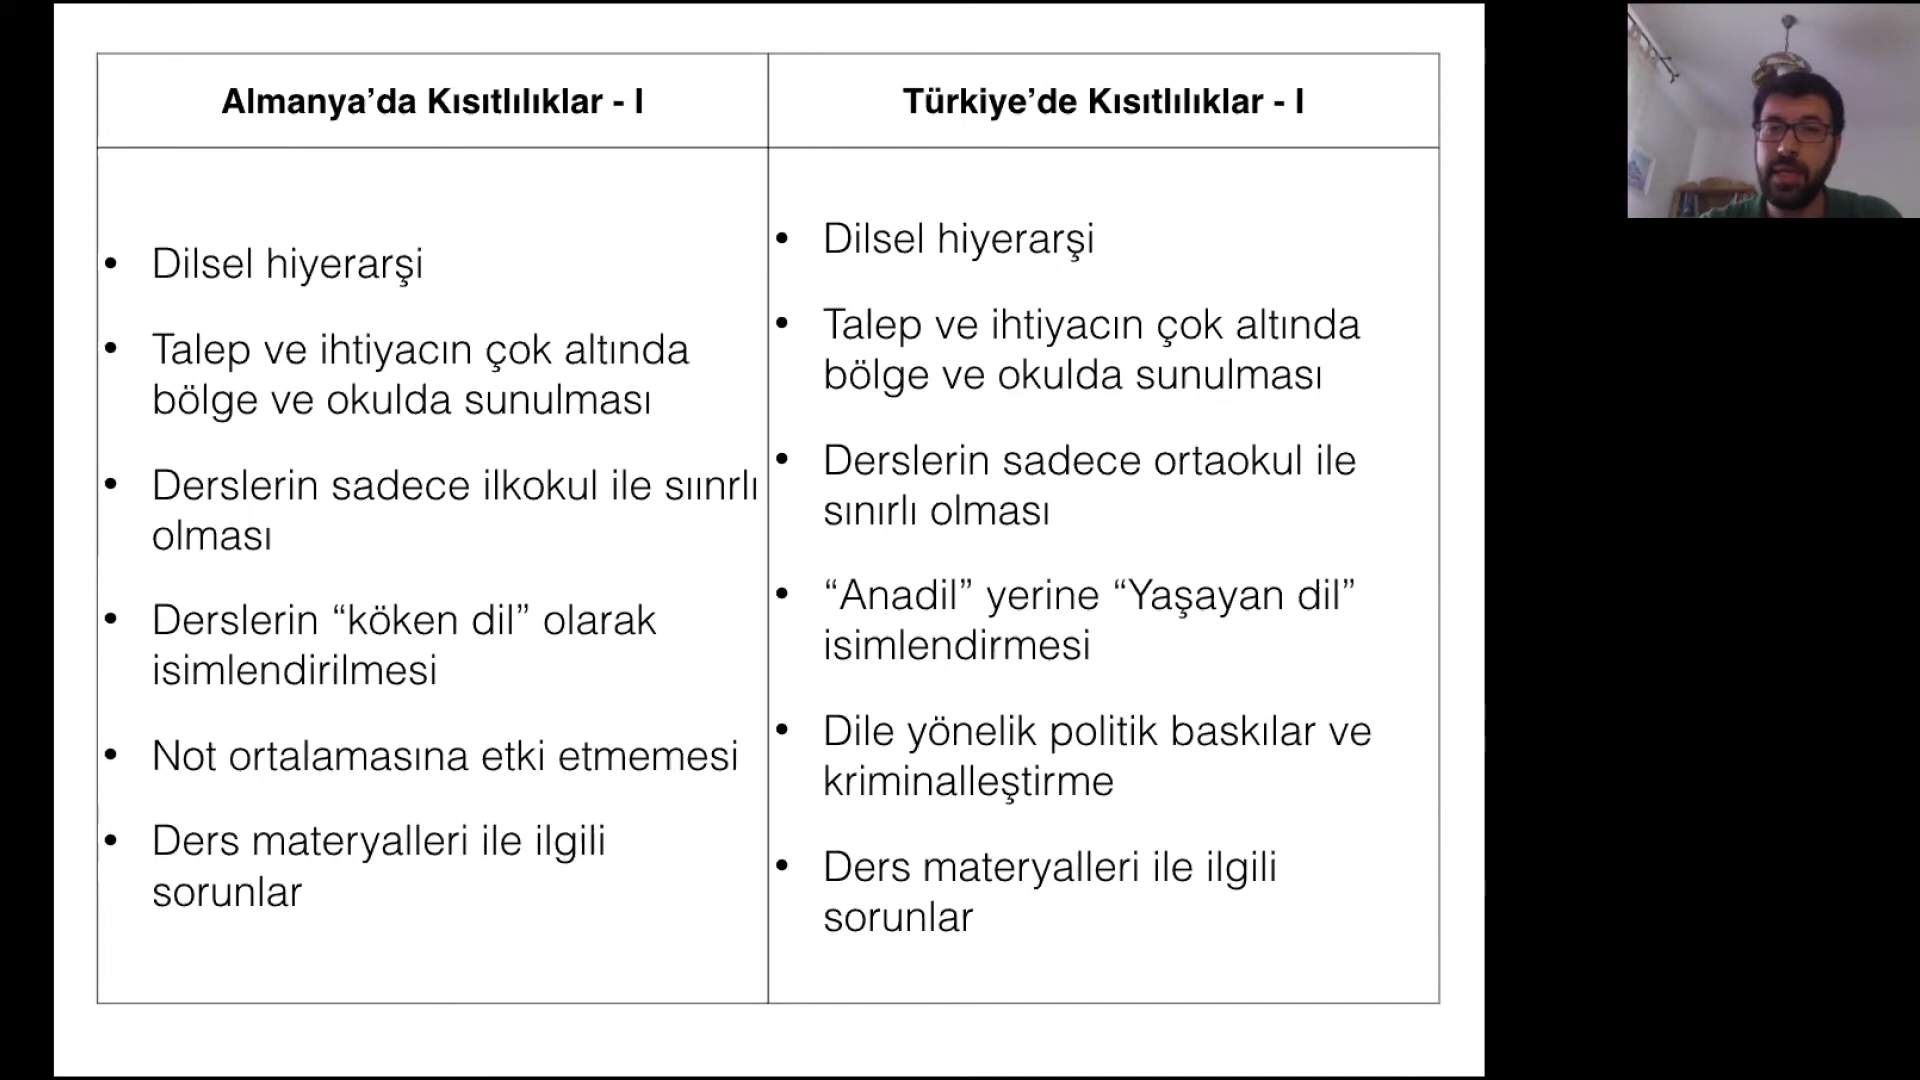 Almanya’da Kısıtlılıklar - I
Dilsel hiyerarşi
Talep ve ihtiyacın çok altında
bölge ve okulda sunulması
Derslerin sadece ilkokul ile sıınrlı
olması
Derslerin “köken dil” olarak
isimlendirilmesi
Not ortalamasına etki etmemesi
Ders materyalleri ile ilgili
sorunlar
Türkiye’de Kısıtlılıklar - I
Dilsel hiyerarşi
Talep ve ihtiyacın çok altında
bölge ve okulda sunulması
Derslerin sadece ortaokul ile
sınırlı olması
“Anadil” yerine “Yaşayan dil”
isimlendirmesi
Dile yönelik politik baskılar ve
kriminalleştirme
Ders materyalleri ile ilgili
sorunlar